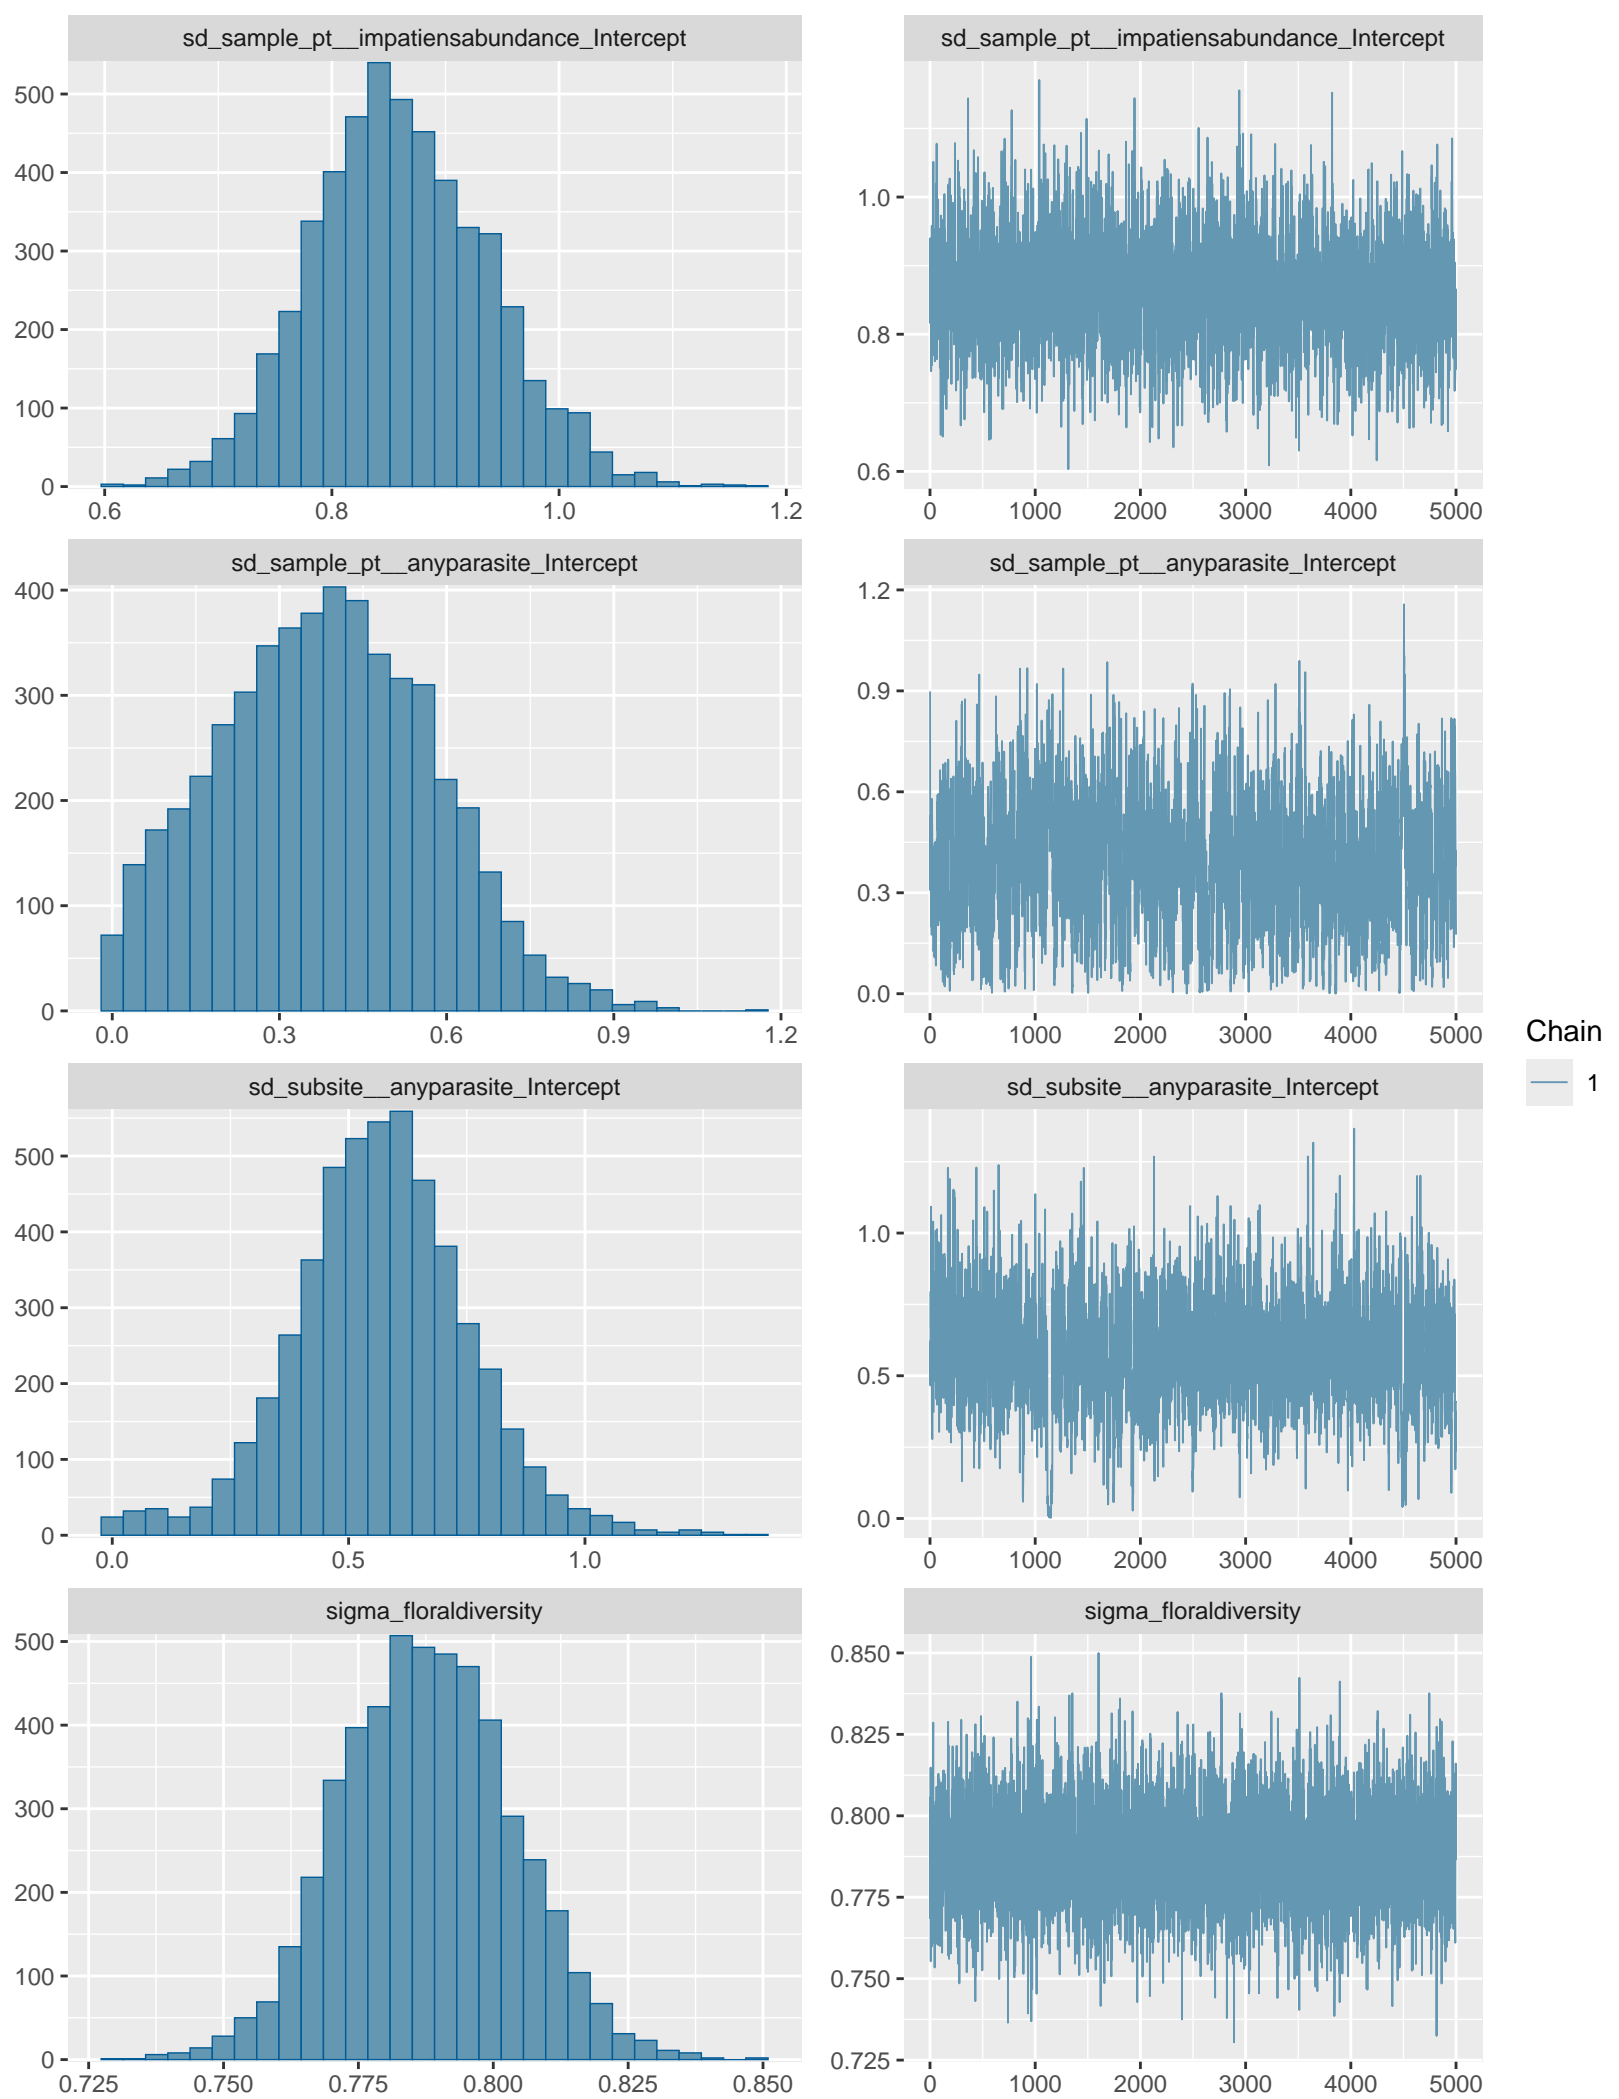 sd_sample_pt__impatiensabundance_Intercept
500
400
300
200
100
0
0.6 0.8 1.0 1.2
sd_sample_pt__impatiensabundance_Intercept
1.0
0.8
0.6
0 1000 2000 3000 4000 5000
sd_sample_pt__anyparasite_Intercept
400
300
200
100
0
0.0 0.3 0.6 0.9 1.2
sd_sample_pt__anyparasite_Intercept
1.2
0.9
0.6
0.3
0.0
0 1000 2000 3000 4000 5000
sd_subsite__anyparasite_Intercept
500
400
300
200
100
0
0.0 0.5 1.0
sd_subsite__anyparasite_Intercept
1.0
0.5
0.0
0 1000 2000 3000 4000 5000
sigma_floraldiversity
500
400
300
200
100
0
0.725 0.750 0.775 0.800 0.825 0.850
sigma_floraldiversity
0.850
0.825
0.800
0.775
0.750
0.725
0 1000 2000 3000 4000 5000
Chain
1